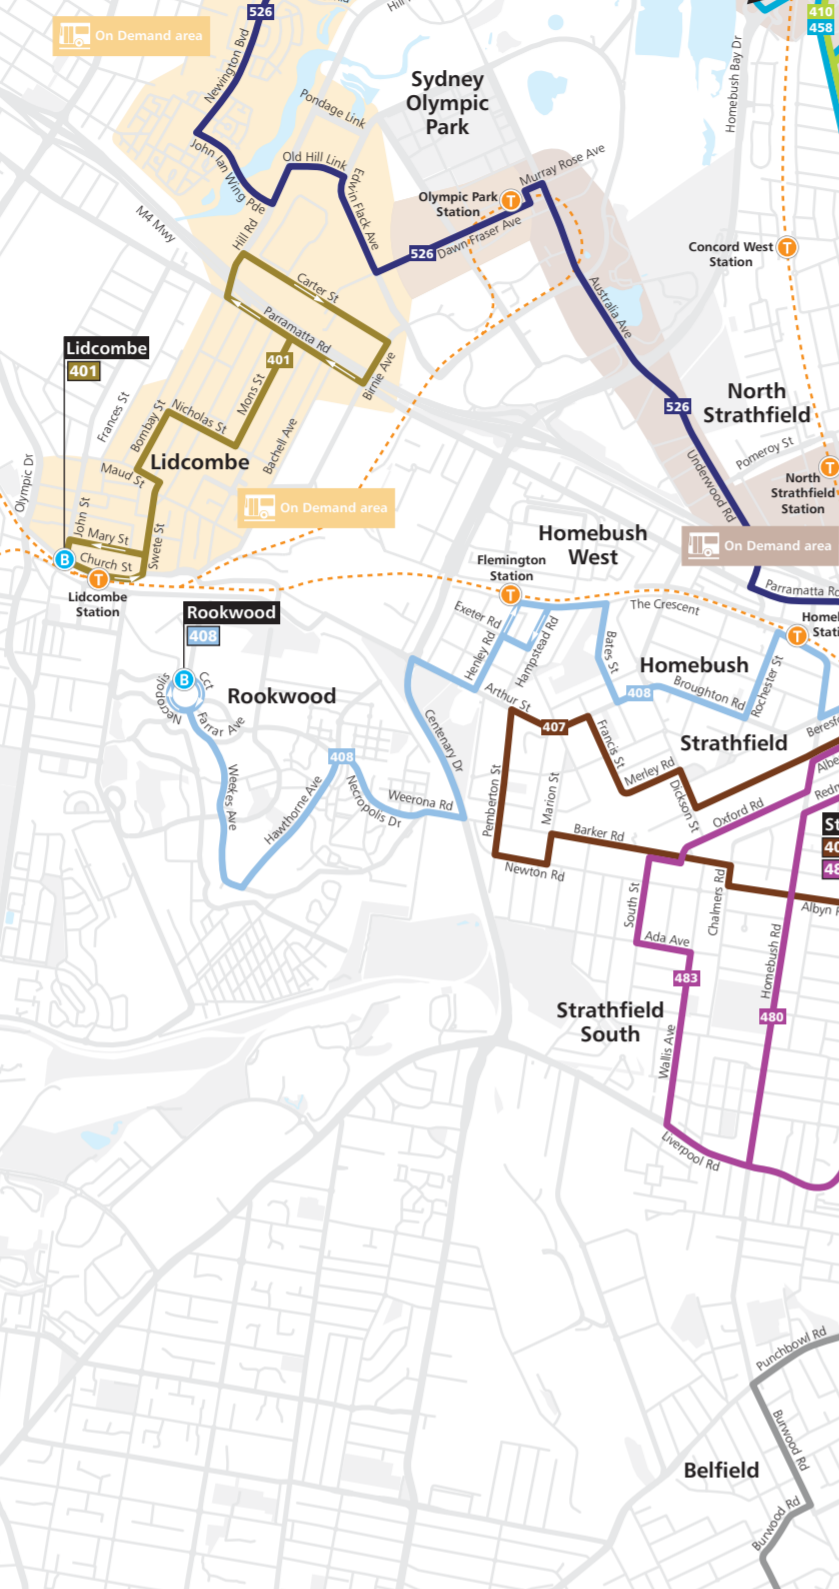 526
Hill
410
458
On Demand area
Newington Bvd
Homebush Bay Dr
Sydney
Olympic
Park
Pondage Link
John Ian Wing Pde
Old Hill Link
Edwin Flack Ave
Murray Rose Ave
Olympic Park
Station
T
M4 Mwy
Hill Rd
526
Dawn Fraser Ave
Concord West
Station
T
Carter St
Australia Ave
Parramatta Rd
Lidcombe
401
401
Birnie Ave
Mons St
North
Strathfield
526
Frances St
Bombay St
Nicholas St
Bachell Ave
Pomeroy St
Lidcombe
Maud St
Olympic Dr
Underwood Rd
North
Strathfield
Station
T
On Demand area
John St
Swete St
Homebush
West
On Demand area
Mary St
Church St
B
T
Lidcombe
Station
Flemington
Station
T
Parramatta Rd
Rookwood
408
Exeter Rd
The Crescent
T
Henley Rd
Hampstead Rd
Bates St
Homebush
Rochester St
B
Necropolis
Cct
Rookwood
Arthur St
408
Broughton Rd
Farrar Ave
Centenary Dr
407
Francis St
Strathfield
408
Weekes Ave
Hawthorne Ave
Necropolis Dr
Weerona Rd
Pemberton St
Marion St
Merley Rd
Dickson St
Oxford Rd
Barker Rd
Newton Rd
South St
Chalmers Rd
Albyn
Ada Ave
Homebush Rd
483
Strathfield
South
480
Wallis Ave
Liverpool Rd
Punchbowl Rd
Burwood Rd
Belfield
Burwood Rd